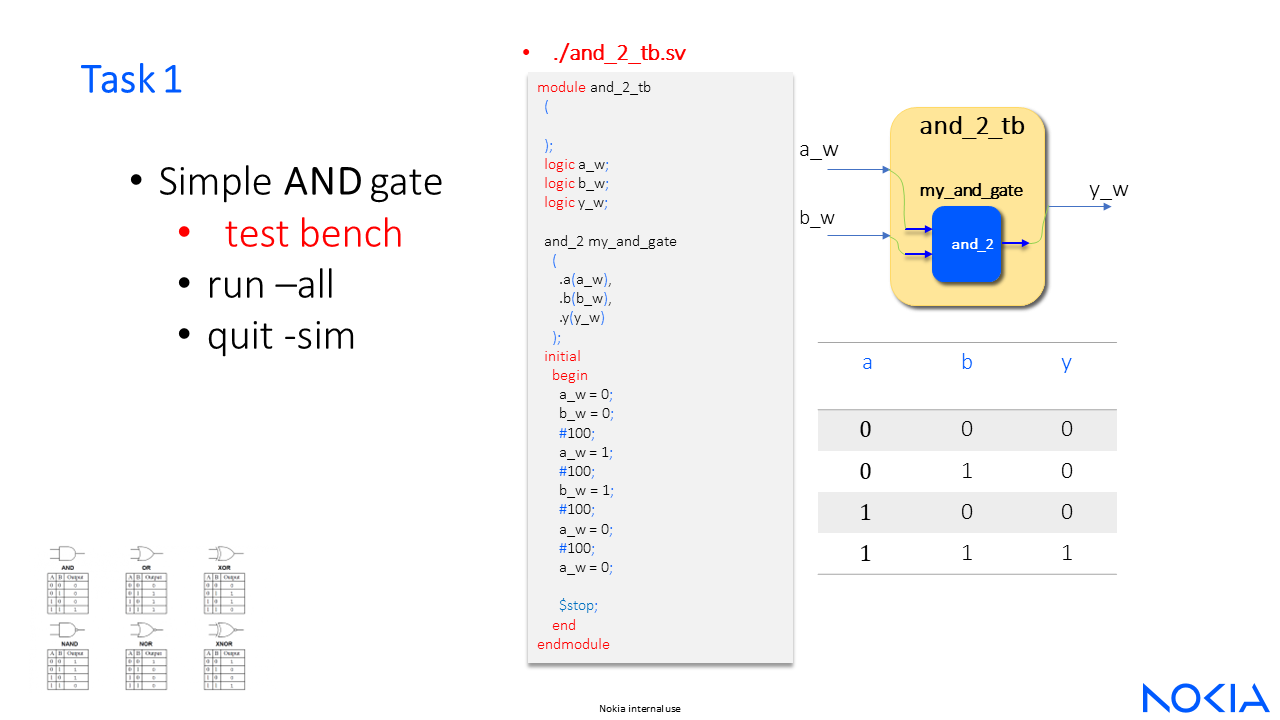 Task 1
• Simple AND gate
• test bench
• run –all
• quit -sim
• ./and_2_tb.sv
module and_2_tb
(
);
logic a_w;
logic b_w;
logic y_w;
and_2 my_and_gate
(
.a(a_w),
.b(b_w),
.y(y_w)
);
initial
begin
a_w = 0;
b_w = 0;
#100;
a_w = 1;
#100;
b_w = 1;
#100;
a_w = 0;
#100;
a_w = 0;
$stop;
end
endmodule
and_2_tb
a_w
my_and_gate
y_w
b_w
and_2
a b y
0 0 0
0 1 0
1 0 0
1 1 1
AND OR XOR
A B Output A B Output A B Output
0 0 0 0 0 0 0 0 0
0 1 0 0 1 1 0 1 1
1 0 0 1 0 1 1 0 1
1 1 1 1 1 1 1 1 0
NAND NOR XNOR
A B Output A B Output A B Output
0 0 1 0 0 1 0 0 1
0 1 1 0 1 0 0 1 0
1 0 1 1 0 0 1 0 0
1 1 0 1 1 0 1 1 1
Nokia internal use
NOKIA